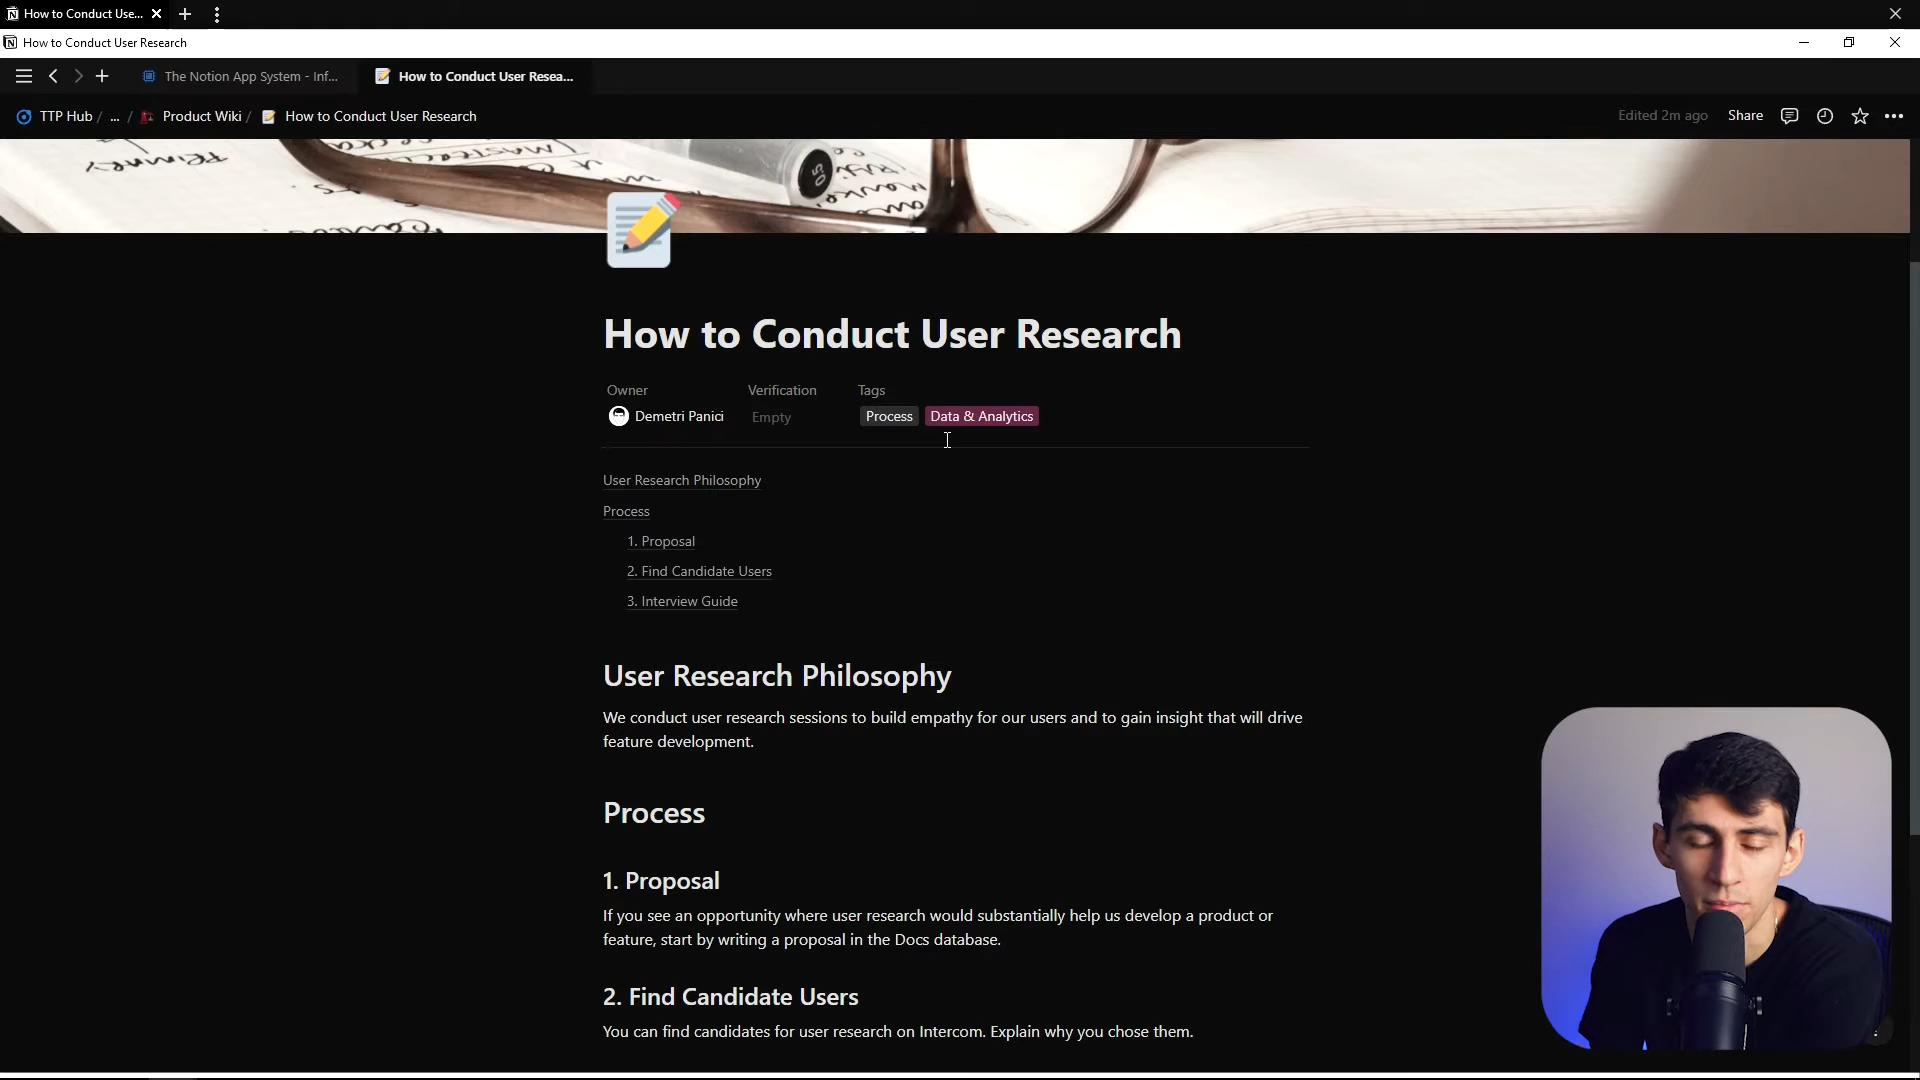 How to Conduct Use...
How to Conduct User Research
The Notion App System - Inf...
How to Conduct User Resea...
TTP Hub / ... / Product Wiki / How to Conduct User Research
Edited 2m ago Share
How to Conduct User Research
Owner Verification Tags
Demetri Panici Empty Process Data & Analytics
User Research Philosophy
Process
1. Proposal
2. Find Candidate Users
3. Interview Guide
User Research Philosophy
We conduct user research sessions to build empathy for our users and to gain insight that will drive
feature development.
Process
1. Proposal
If you see an opportunity where user research would substantially help us develop a product or
feature, start by writing a proposal in the Docs database.
2. Find Candidate Users
You can find candidates for user research on Intercom. Explain why you chose them.